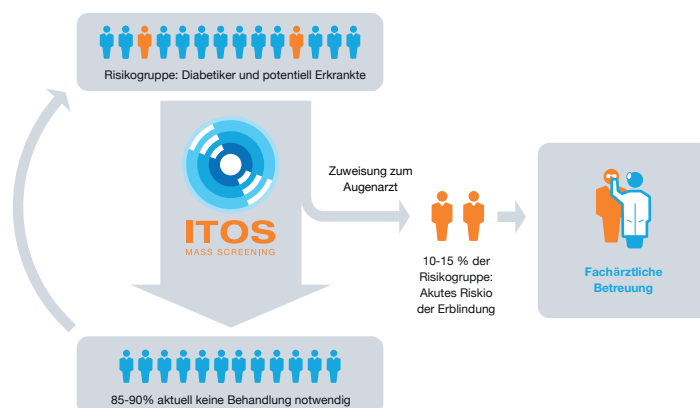 Risikogruppe: Diabetiker und potentiell Erkrankte
ITOS
MASS SCREENING
Zuweisung zum
Augenarzt
10-15 % der
Risikogruppe:
Akutes Riskio
der Erblindung
Fachärztliche
Betreuung
85-90% aktuell keine Behandlung notwendig